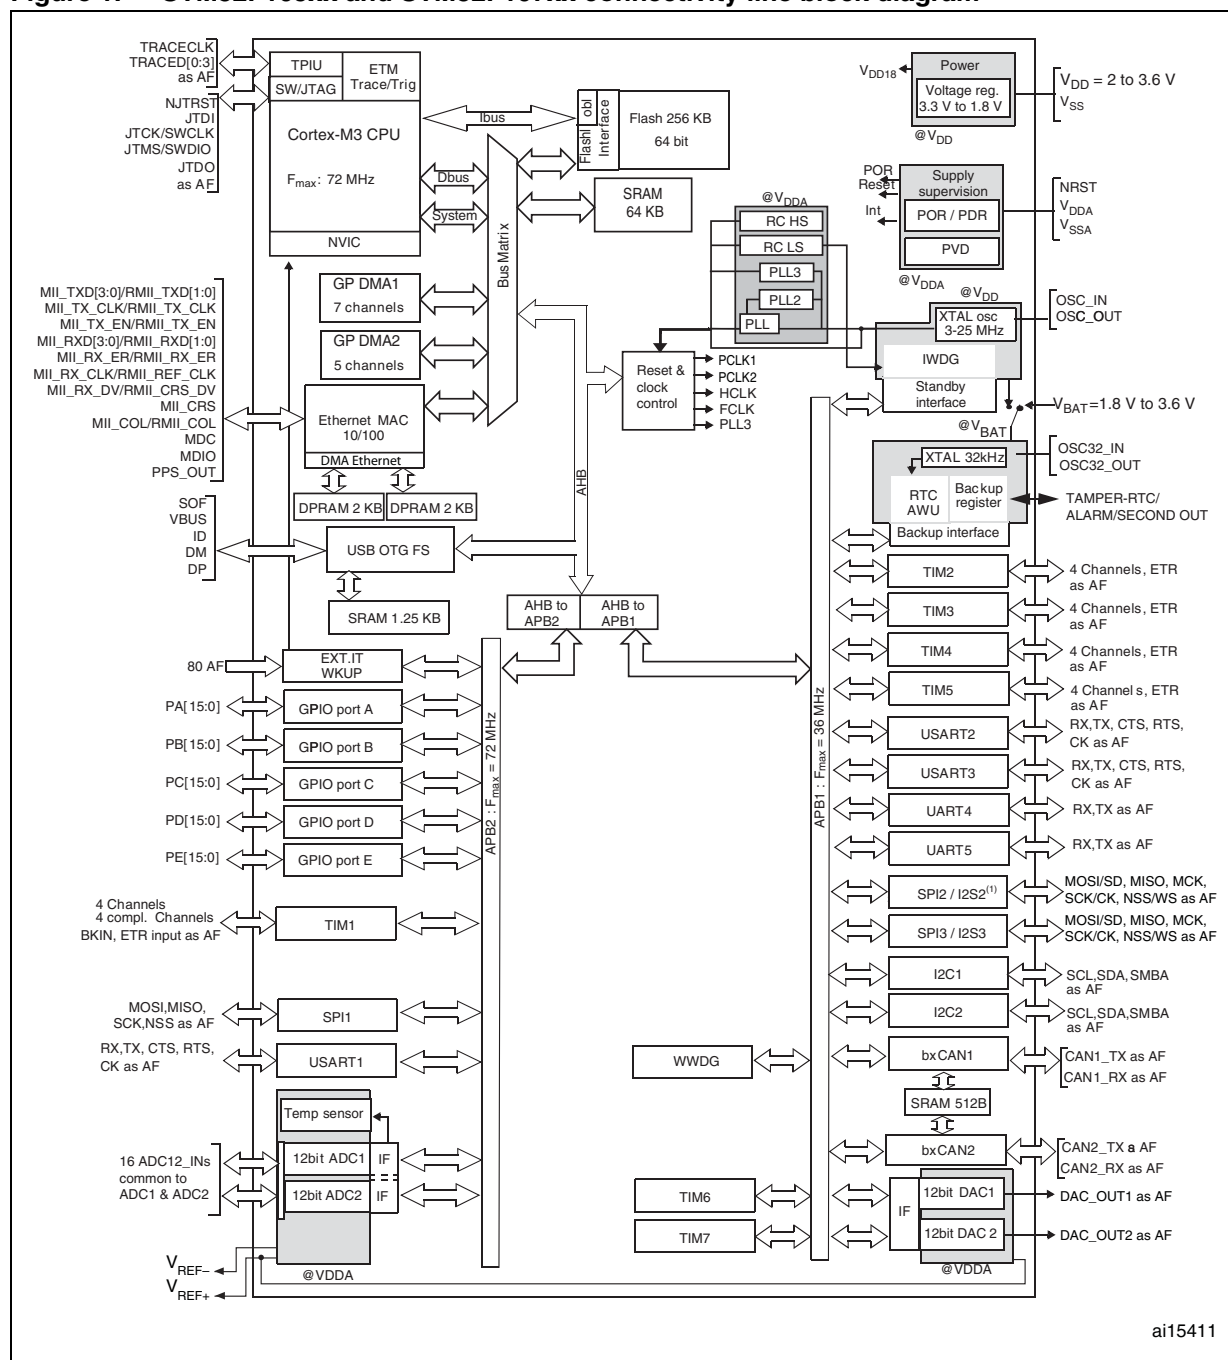 TRACECLK
TRACED[0:3]
as AF
NJTRST
JTDI
JTCK/SWCLK
JTMS/SWDIO
JTDO
as AF
TPIU
ETM
Trace/Trig
SW/JTAG
Cortex-M3 CPU
Fmax: 72 MHz
NVIC
Ibus
Dbus
System
Bus Matrix
Flashl obl
Interface
Flash 256 KB
64 bit
SRAM
64 KB
Power
VDD18
Voltage reg.
3.3 V to 1.8 V
@VDD
VDD = 2 to 3.6 V
VSS
POR
Reset
Int
Supply
supervision
POR / PDR
PVD
@VDDA
NRST
VDDA
VSSA
@VDDA
RC HS
RC LS
PLL3
PLL2
PLL
@VDD
XTAL osc
3-25 MHz
IWDG
Standby
interface
OSC_IN
OSC_OUT
VBAT=1.8 V to 3.6 V
@VBAT
GP DMA1
7 channels
GP DMA2
5 channels
Reset &
clock
control
PCLK1
PCLK2
HCLK
FCLK
PLL3
MII_TXD[3:0]/RMII_TXD[1:0]
MII_TX_CLK/RMII_TX_CLK
MII_TX_EN/RMII_TX_EN
MII_RXD[3:0]/RMII_RXD[1:0]
MII_RX_ER/RMII_RX_ER
MII_RX_CLK/RMII_REF_CLK
MII_RX_DV/RMII_CRS_DV
MII_CRS
MII_COL/RMII_COL
MDC
MDIO
PPS_OUT
Ethernet MAC
10/100
DMA Ethernet
DPRAM 2 KB
DPRAM 2 KB
AHB
XTAL 32kHz
RTC
AWU
Backup
register
Backup interface
OSC32_IN
OSC32_OUT
TAMPER-RTC/
ALARM/SECOND OUT
SOF
VBUS
ID
DM
DP
USB OTG FS
SRAM 1.25 KB
AHB to
APB2
AHB to
APB1
80 AF
EXT.IT
WKUP
PA[15:0]
GPIO port A
PB[15:0]
GPIO port B
PC[15:0]
GPIO port C
PD[15:0]
GPIO port D
PE[15:0]
GPIO port E
APB2 : Fmax = 72 MHz
APB1 : Fmax = 36 MHz
4 Channels
4 compl. Channels
BKIN, ETR input as AF
TIM1
MOSI,MISO,
SCK,NSS as AF
SPI1
RX,TX, CTS, RTS,
CK as AF
USART1
Temp sensor
16 ADC12_INs
common to
ADC1 & ADC2
12bit ADC1
IF
12bit ADC2
IF
VREF–
VREF+
@VDDA
WWDG
TIM6
TIM7
TIM2
4 Channels, ETR
as AF
TIM3
4 Channels, ETR
as AF
TIM4
4 Channels, ETR
as AF
TIM5
4 Channels, ETR
as AF
USART2
RX,TX, CTS, RTS,
CK as AF
USART3
RX,TX, CTS, RTS,
CK as AF
UART4
RX,TX as AF
UART5
RX,TX as AF
SPI2 / I2S2(1)
MOSI/SD, MISO, MCK,
SCK/CK, NSS/WS as AF
SPI3 / I2S3
MOSI/SD, MISO, MCK,
SCK/CK, NSS/WS as AF
I2C1
SCL,SDA,SMBA
as AF
I2C2
SCL,SDA,SMBA
as AF
bxCAN1
CAN1_TX as AF
CAN1_RX as AF
SRAM 512B
bxCAN2
CAN2_TX a AF
CAN2_RX as AF
IF
12bit DAC1
DAC_OUT1 as AF
12bit DAC 2
DAC_OUT2 as AF
@VDDA
ai15411